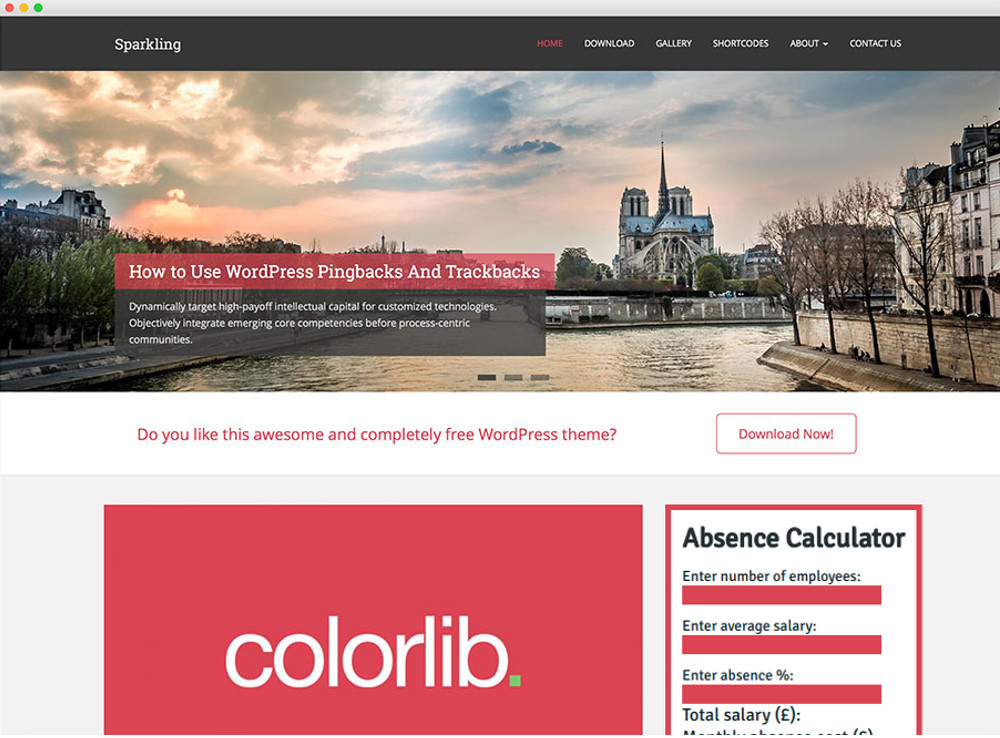 Sparkling
HOME DOWNLOAD GALLERY SHORTCODES ABOUT CONTACT US
How to Use WordPress Pingbacks And Trackbacks
Dynamically target high-payoff intellectual capital for customized technologies.
Objectively integrate emerging core competencies before process-centric
communities.
Do you like this awesome and completely free WordPress theme?
Download Now!
colorlib.
Absence Calculator
Enter number of employees:
Enter average salary:
Enter absence %:
Total salary (£):
Monthly absence cost (£)